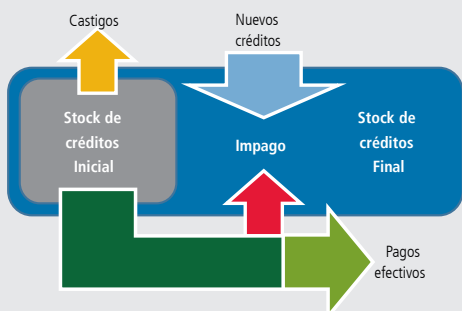 Castigos
Nuevos
créditos
Stock de
créditos
Inicial
Impago
Stock de
créditos
Final
Pagos
efectivos